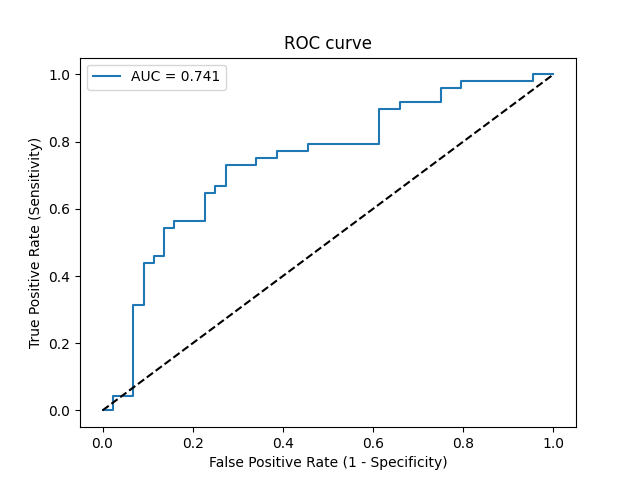 ROC curve
AUC = 0.741
1.0
0.8
0.6
0.4
0.2
0.0
True Positive Rate (Sensitivity)
0.0 0.2 0.4 0.6 0.8 1.0
False Positive Rate (1 - Specificity)